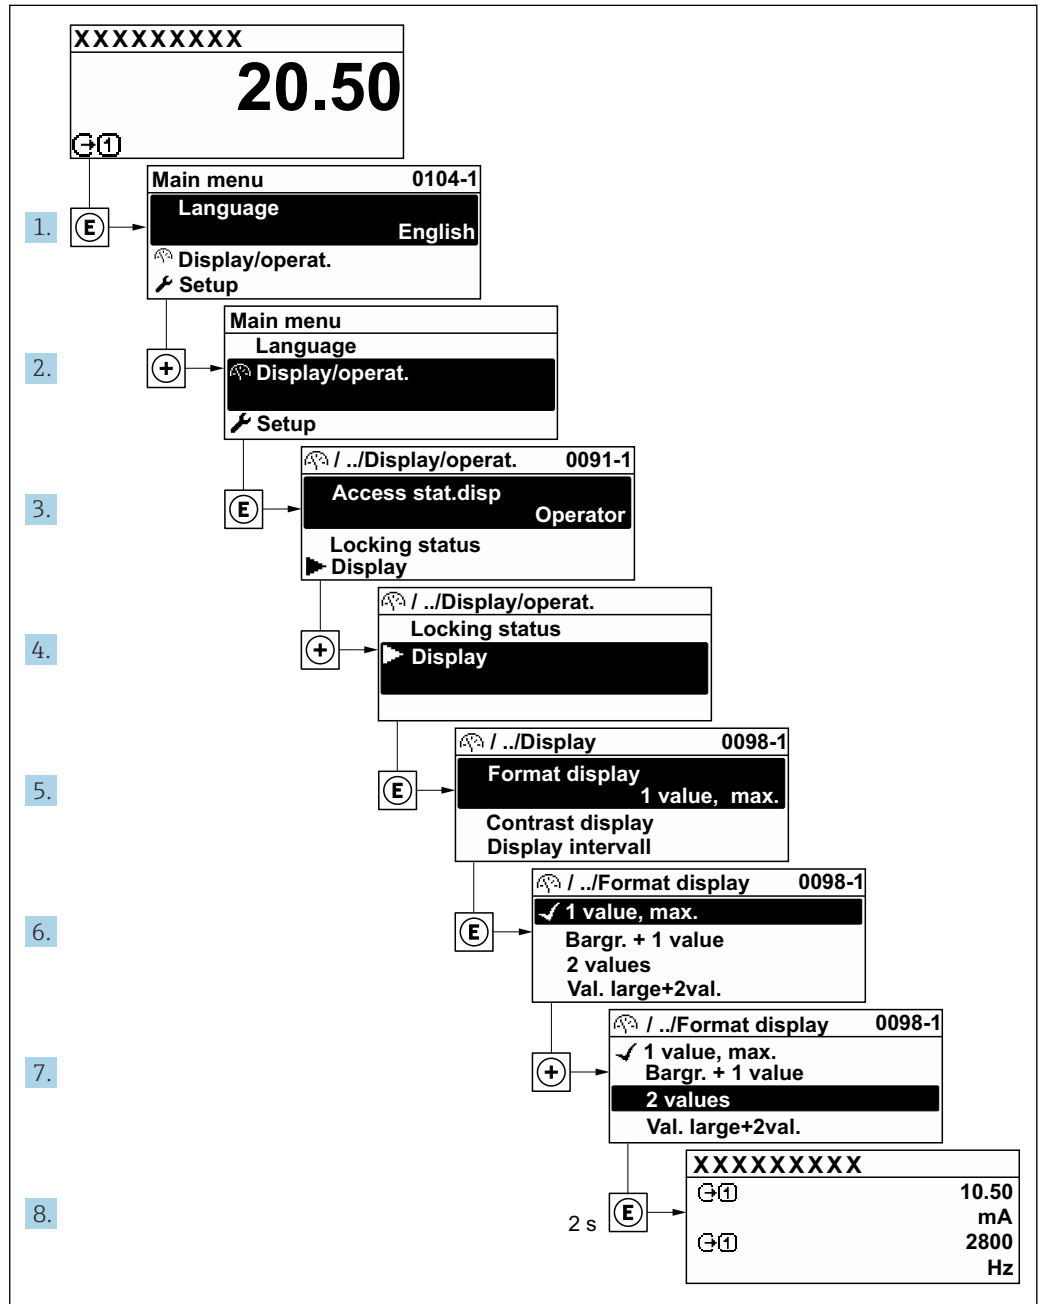 XXXXXXXXX
20.50
1
Main menu 0104-1
Language
English
Display/operat.
Setup
1. E
Main menu
Language
Display/operat.
Setup
2. +
/ ../Display/operat. 0091-1
Access stat.disp
Operator
Locking status
Display
3. E
/ ../Display/operat.
Locking status
Display
4. +
/ ../Display 0098-1
Format display
1 value, max.
Contrast display
Display intervall
5. E
/ ../Format display 0098-1
1 value, max.
Bargr. + 1 value
2 values
Val. large+2val.
6. E
/ ../Format display 0098-1
1 value, max.
Bargr. + 1 value
2 values
Val. large+2val.
7. +
XXXXXXXXX
1 10.50
mA
1 2800
Hz
8. 2 s E